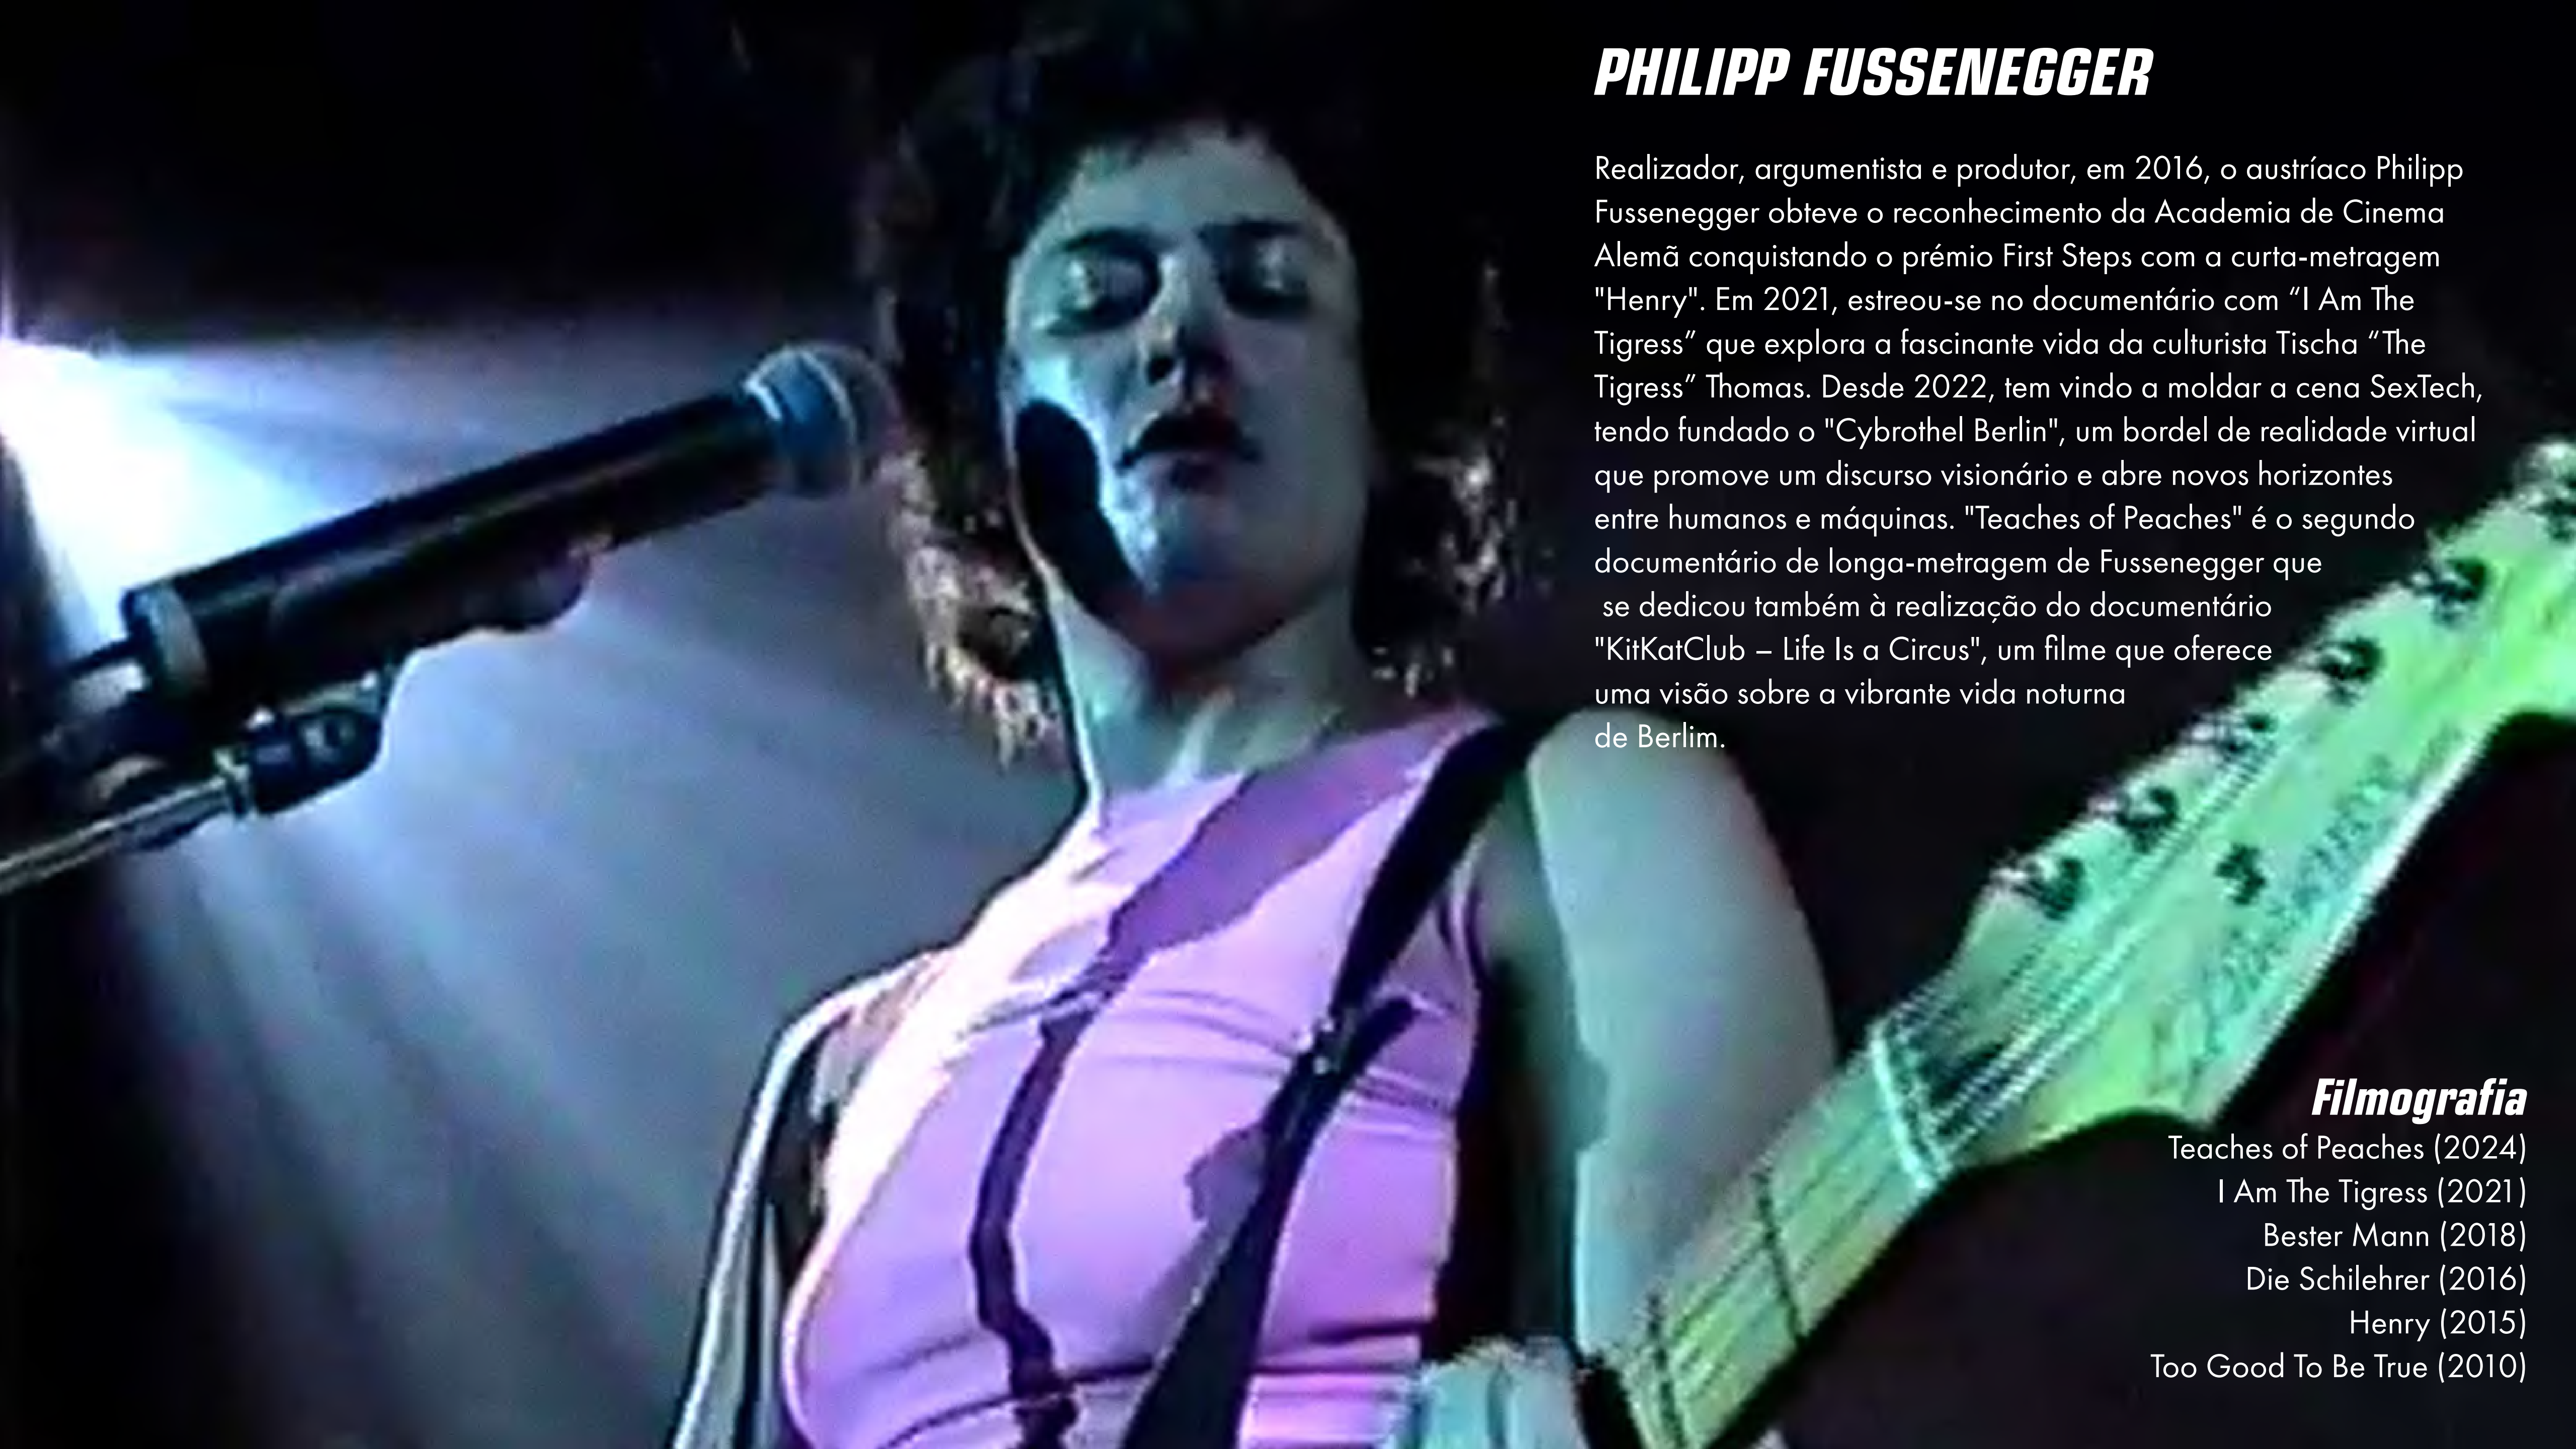 PHILIPP FUSSENEGGER
Realizador, argumentista e produtor, em 2016, o austríaco Philipp
Fussenegger obteve o reconhecimento da Academia de Cinema
Alemã conquistando o prémio First Steps com a curta-metragem
"Henry". Em 2021, estreou-se no documentário com “I Am The
Tigress” que explora a fascinante vida da culturista Tischa “The
Tigress” Thomas. Desde 2022, tem vindo a moldar a cena SexTech,
tendo fundado o "Cybrothel Berlin", um bordel de realidade virtual
que promove um discurso visionário e abre novos horizontes
entre humanos e máquinas. "Teaches of Peaches" é o segundo
documentário de longa-metragem de Fussenegger que
se dedicou também à realização do documentário
"KitKatClub – Life Is a Circus", um filme que oferece
uma visão sobre a vibrante vida noturna
de Berlim.
Filmografia
Teaches of Peaches (2024)
I Am The Tigress (2021)
Bester Mann (2018)
Die Schilehrer (2016)
Henry (2015)
Too Good To Be True (2010)